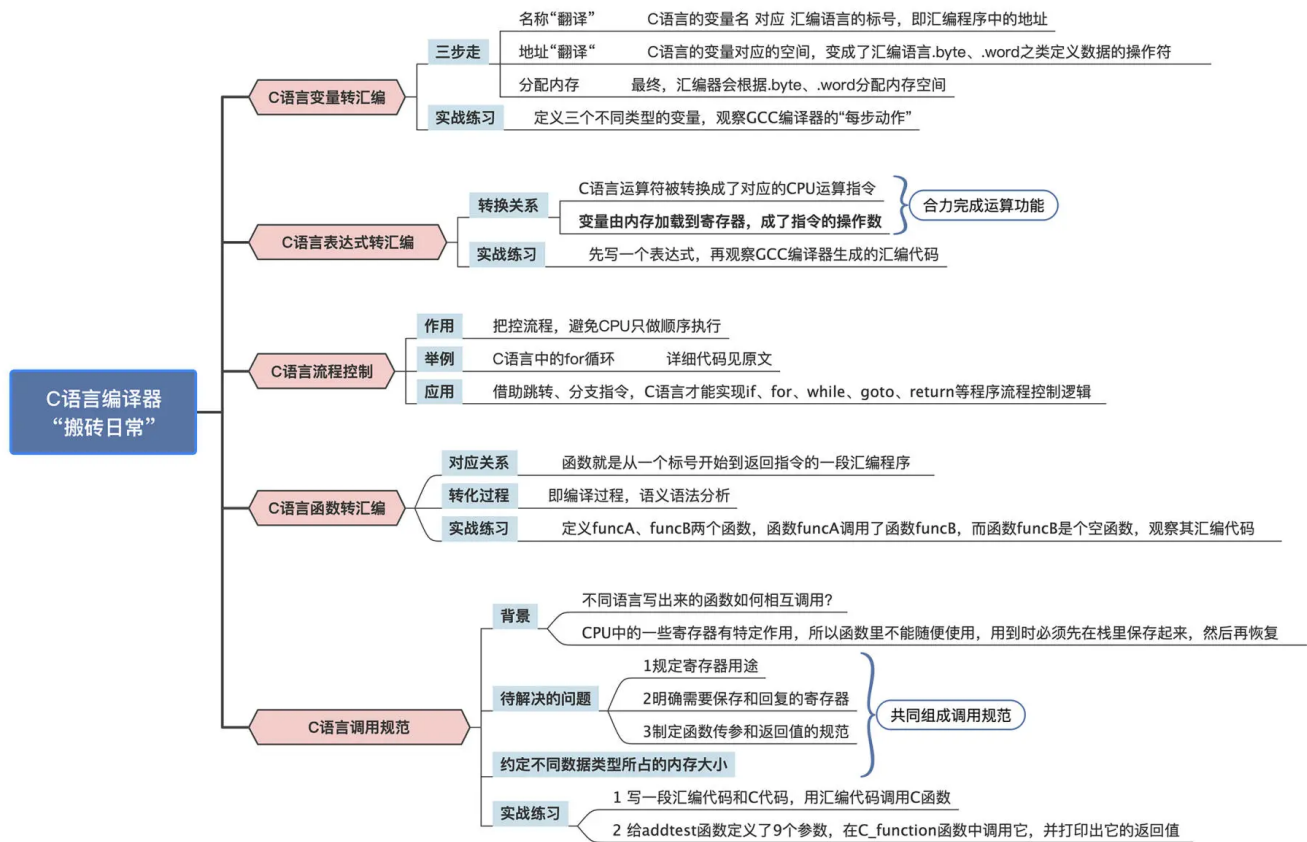 C语言编译器
“搬砖日常”
C语言变量转汇编
三步走
名称“翻译”
C语言的变量名 对应 汇编语言的标号，即汇编程序中的地址
地址“翻译“
C语言的变量对应的空间，变成了汇编语言.byte、.word之类定义数据的操作符
分配内存
最终，汇编器会根据.byte、.word分配内存空间
实战练习
定义三个不同类型的变量，观察GCC编译器的“每步动作”
C语言表达式转汇编
转换关系
C语言运算符被转换成了对应的CPU运算指令
变量由内存加载到寄存器，成了指令的操作数
合力完成运算功能
实战练习
先写一个表达式，再观察GCC编译器生成的汇编代码
C语言流程控制
作用
把控流程，避免CPU只做顺序执行
举例
C语言中的for循环
详细代码见原文
应用
借助跳转、分支指令，C语言才能实现if、for、while、goto、return等程序流程控制逻辑
C语言函数转汇编
对应关系
函数就是从一个标号开始到返回指令的一段汇编程序
转化过程
即编译过程，语义语法分析
实战练习
定义funcA、funcB两个函数，函数funcA调用了函数funcB，而函数funcB是个空函数，观察其汇编代码
C语言调用规范
背景
不同语言写出来的函数如何相互调用？
CPU中的一些寄存器有特定作用，所以函数里不能随便使用，用到时必须先在栈里保存起来，然后再恢复
待解决的问题
1规定寄存器用途
2明确需要保存和回复的寄存器
3制定函数传参和返回值的规范
共同组成调用规范
约定不同数据类型所占的内存大小
实战练习
1 写一段汇编代码和C代码，用汇编代码调用C函数
2 给addtest函数定义了9个参数，在C_function函数中调用它，并打印出它的返回值